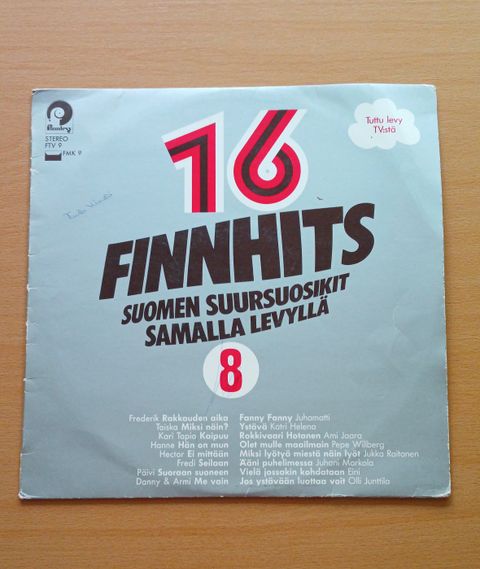 Finnlevy
STEREO
FTV 9
FMK 9
Tuttu levy
TV:stä
16
FINNHITS
SUOMEN SUURSUOSIKIT
SAMALLA LEVYLLÄ
8
Frederik Rakkauden aika
Taiska Miksi näin?
Kari Tapio Kaipuu
Hanne Hän on mun
Hector Ei mittään
Fredi Seilaan
Päivi Suoraan suoneen
Danny & Armi Me vain
Fanny Fanny Juhamatti
Ystävä Katri Helena
Rokkivaari Hotanen Ami Jaara
Olet mulle maailmain Pepe Willberg
Miksi lyötyä miestä näin lyöt Jukka Raitanen
Ääni puhelimessa Juhani Markola
Vielä jossakin kohdataan Eini
Jos ystävään luottaa voit Olli Junttila